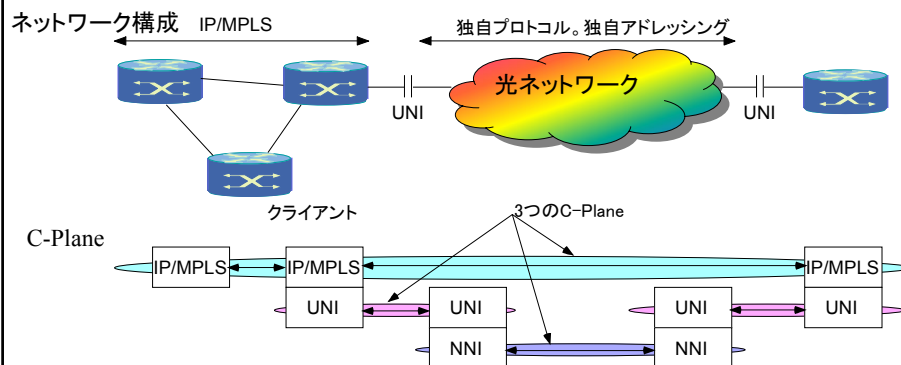 ネットワーク構成 IP/MPLS 独自プロトコル。独自アドレッシング
光ネットワーク
UNI UNI
クライアント 3つのC-Plane
C-Plane
IP/MPLS IP/MPLS IP/MPLS
UNI UNI UNI UNI
NNI NNI